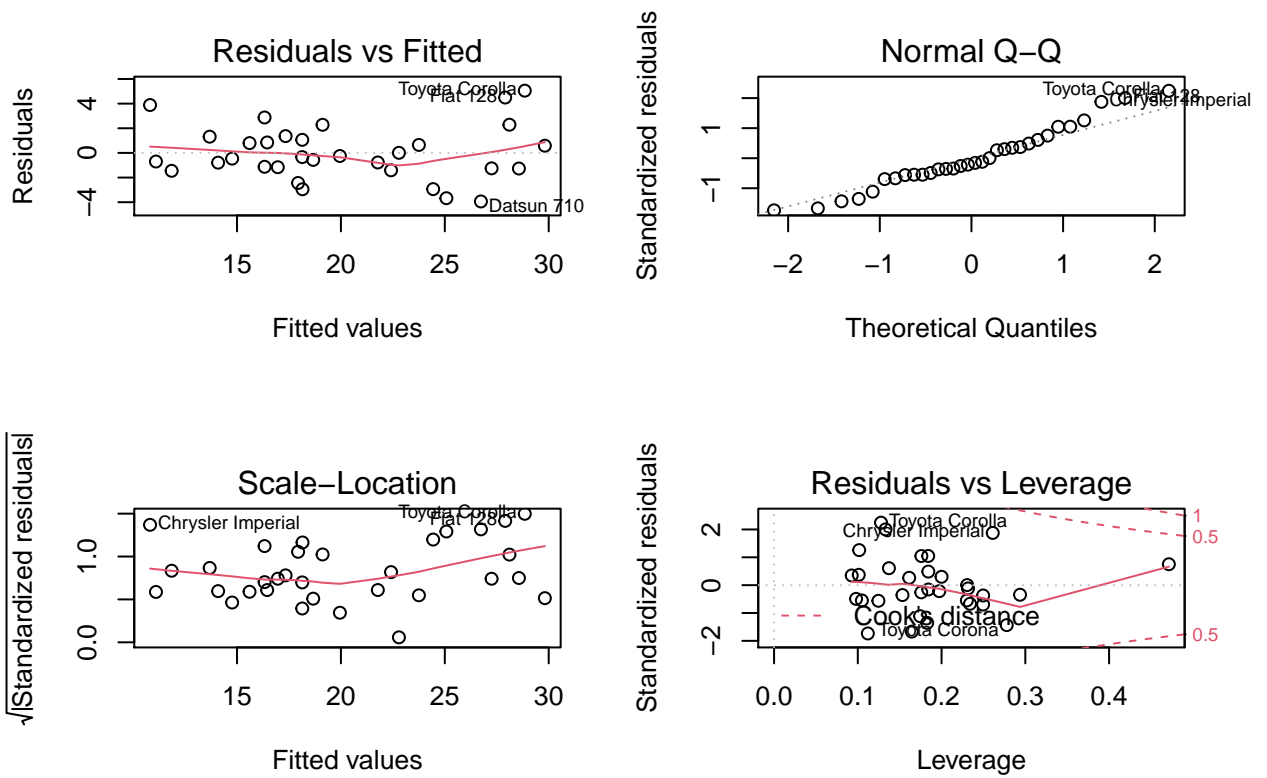 Residuals vs Fitted
Residuals
4
0
−4
Toyota Corolla
Fiat 128
Datsun 710
15 20 25 30
Fitted values
Normal Q−Q
Standardized residuals
1
−1
Toyota Corolla
Fiat 128
Chrysler Imperial
−2 −1 0 1 2
Theoretical Quantiles
Scale−Location
√|Standardized residuals|
1.0
0.0
Chrysler Imperial
Toyota Corolla
Fiat 128
15 20 25 30
Fitted values
Residuals vs Leverage
Standardized residuals
2
0
−2
Toyota Corolla
Chrysler Imperial
Cook's distance
Toyota Corona
1
0.5
0.5
0.0 0.1 0.2 0.3 0.4
Leverage